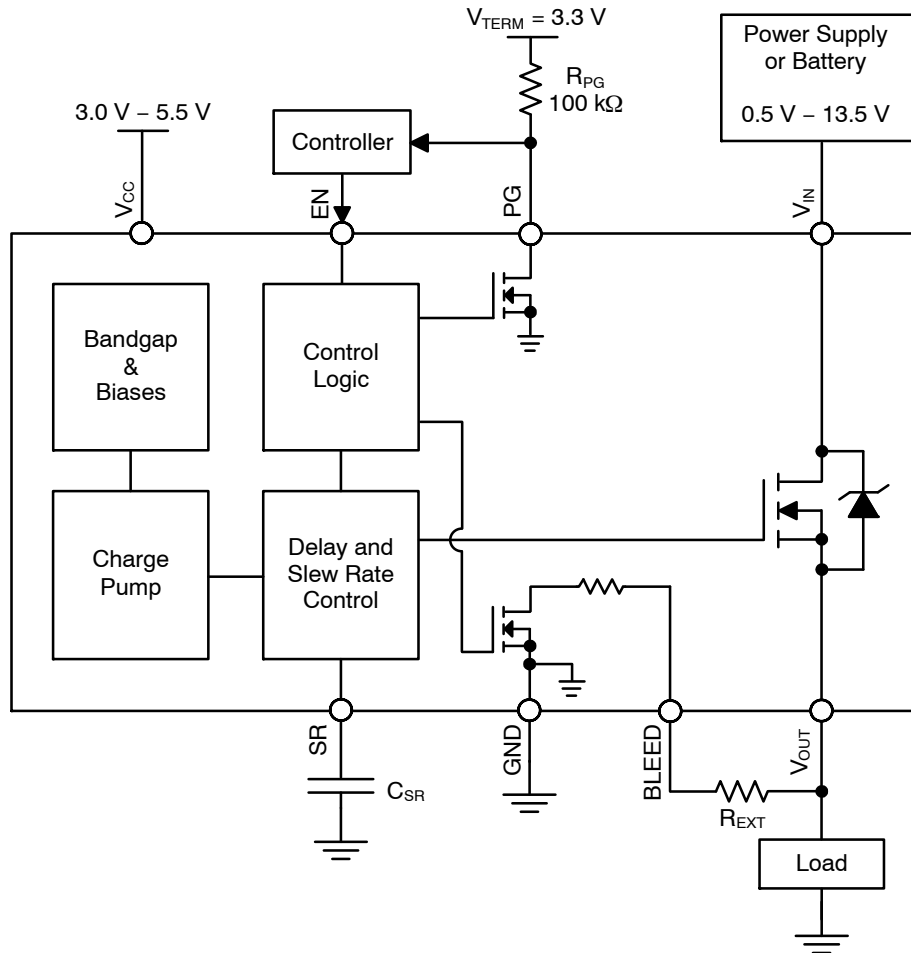 V_TERM = 3.3 V
Power Supply
or Battery
0.5 V – 13.5 V
R_PG
100 kΩ
3.0 V – 5.5 V
Controller
V_CC
EN
PG
V_IN
Bandgap
&
Biases
Control
Logic
Charge
Pump
Delay and
Slew Rate
Control
SR
GND
BLEED
V_OUT
C_SR
R_EXT
Load